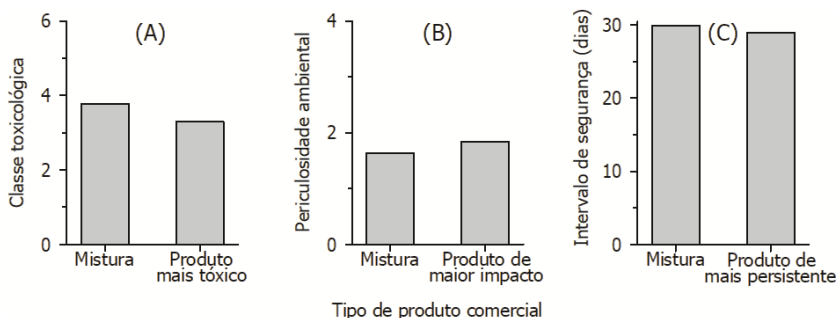 Classe toxicológica
6
4
2
0
(A)
Mistura
Produto
mais tóxico
Periculosidade ambiental
4
2
0
(B)
Mistura
Produto de
maior impacto
Intervalo de segurança (dias)
30
20
10
0
(C)
Mistura
Produto de
mais persistente
Tipo de produto comercial